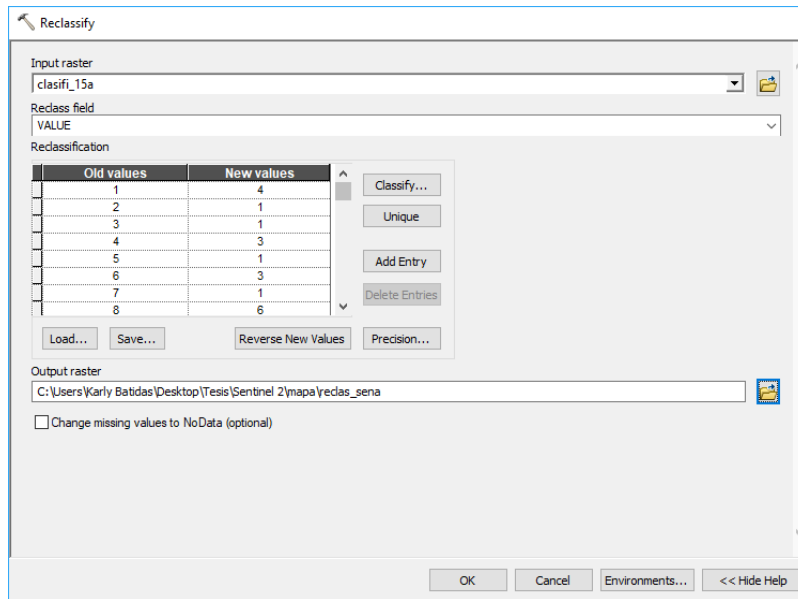 Reclassify
Input raster
clasifi_15a
Reclass field
VALUE
Reclassification
Old values New values
1 4
2 1
3 1
4 3
5 1
6 3
7 1
8 6
Classify...
Unique
Add Entry
Delete Entries
Load... Save... Reverse New Values Precision...
Output raster
C:\Users\Karly Batidas\Desktop\Tesis\Sentinel 2\mapa\reclas_sena
Change missing values to NoData (optional)
OK Cancel Environments... << Hide Help